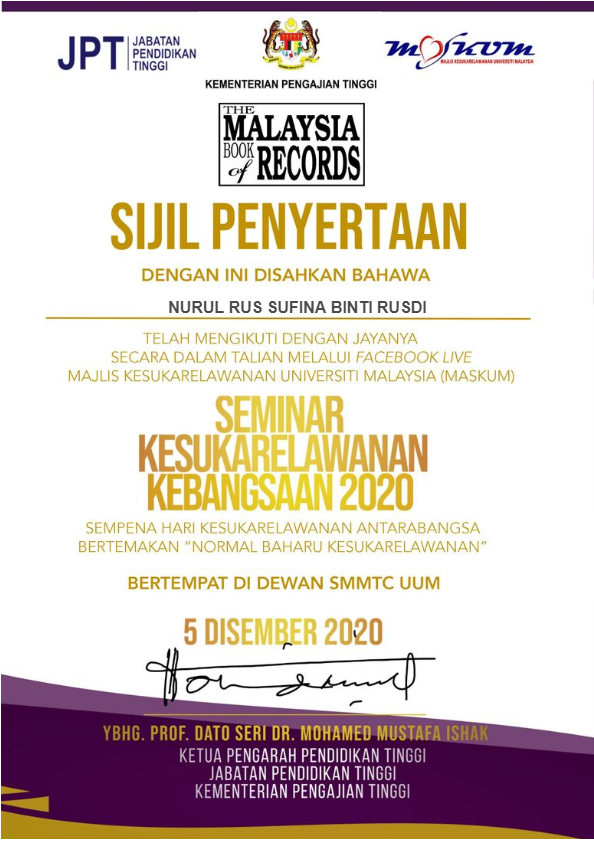 JPT JABATAN
PENDIDIKAN
TINGGI
KEMENTERIAN PENGAJIAN TINGGI
MASKUM
MAJLIS KESUKARELAWANAN UNIVERSITI MALAYSIA
THE
MALAYSIA
BOOK
of RECORDS
SIJIL PENYERTAAN
DENGAN INI DISAHKAN BAHAWA
NURUL RUS SUFINA BINTI RUSDI
TELAH MENGIKUTI DENGAN JAYANYA
SECARA DALAM TALIAN MELALUI FACEBOOK LIVE
MAJLIS KESUKARELAWANAN UNIVERSITI MALAYSIA (MASKUM)
SEMINAR
KESUKARELAWANAN
KEBANGSAAN 2020
SEMPENA HARI KESUKARELAWANAN ANTARABANGSA
BERTEMAKAN “NORMAL BAHARU KESUKARELAWANAN”
BERTEMPAT DI DEWAN SMMTC UUM
5 DISEMBER 2020
YBHG. PROF. DATO SERI DR. MOHAMED MUSTAFA ISHAK
KETUA PENGARAH PENDIDIKAN TINGGI
JABATAN PENDIDIKAN TINGGI
KEMENTERIAN PENGAJIAN TINGGI